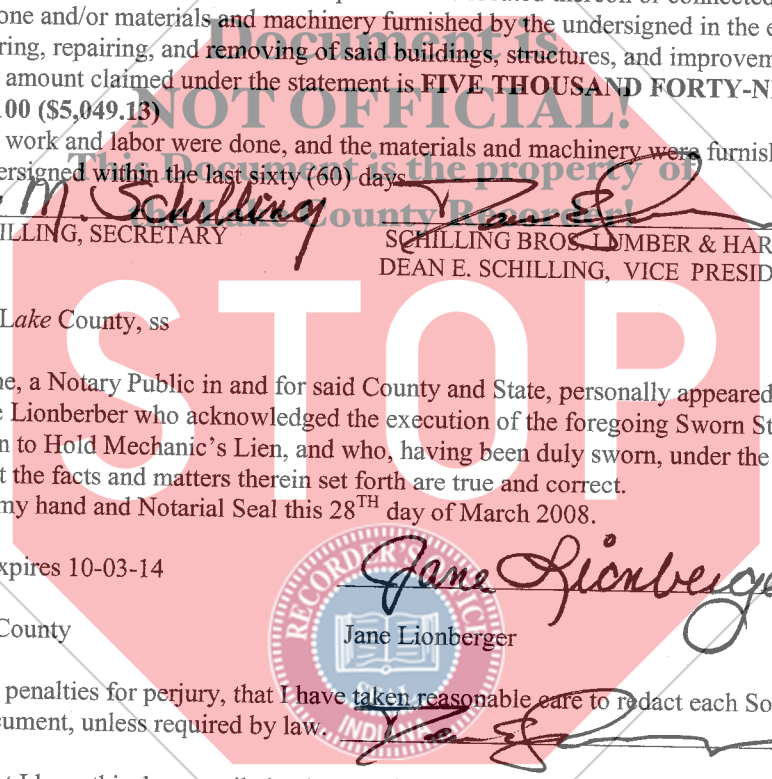 one and/or materials and machinery furnished by the undersigned in the e
ring, repairing, and removing of said buildings, structures, and improvem
amount claimed under the statement is FIVE THOUSAND FORTY-NI
00 ($5,049.13)
work and labor were done, and the materials and machinery were furnish
ersigned within the last sixty (60) days
Document is
NOT OFFICIAL!
This Document is the property of
the Lake County Recorder!
STOP
M. Schilling
ILLING, SECRETARY
SCHILLING BROS. LUMBER & HAR
DEAN E. SCHILLING, VICE PRESID
Lake County, ss
ne, a Notary Public in and for said County and State, personally appeared
e Lionberber who acknowledged the execution of the foregoing Sworn St
n to Hold Mechanic's Lien, and who, having been duly sworn, under the
t the facts and matters therein set forth are true and correct.
my hand and Notarial Seal this 28TH day of March 2008.
xpires 10-03-14
Jane Lionberge
County
Jane Lionberger
RECORDER'S OFFICE
SEAL
INDIANA
penalties for perjury, that I have taken reasonable care to redact each So
cument, unless required by law.